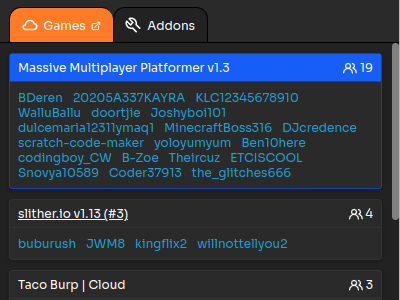 Games Addons
Massive Multiplayer Platformer v1.3 19
BDeren 20205A337KAYRA KLC12345678910
WalluBallu doortjie Joshyboi101
dulcemaria12311ymaq1 MinecraftBoss316 DJcredence
scratch-code-maker yoloyumyum Ben10here
codingboy_CW B-Zoe Theircuz ETCISCOOL
Snovya10589 Coder37913 the_glitches666
slither.io v1.13 (#3) 4
buburush JWM8 kingflix2 willnottellyou2
Taco Burp | Cloud 3